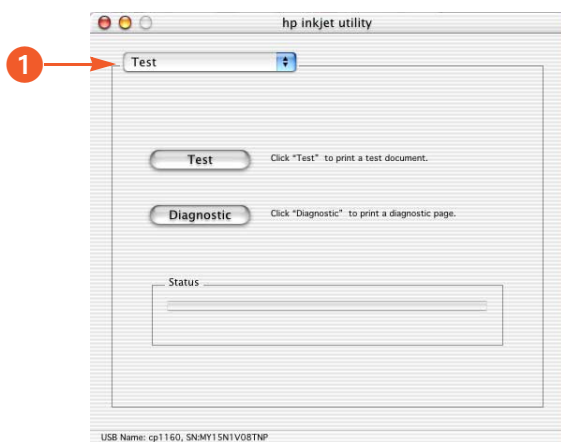 hp inkjet utility
1
Test
Test
Click "Test" to print a test document.
Diagnostic
Click "Diagnostic" to print a diagnostic page.
Status
USB Name: cp1160, SN:MY15N1V08TNP